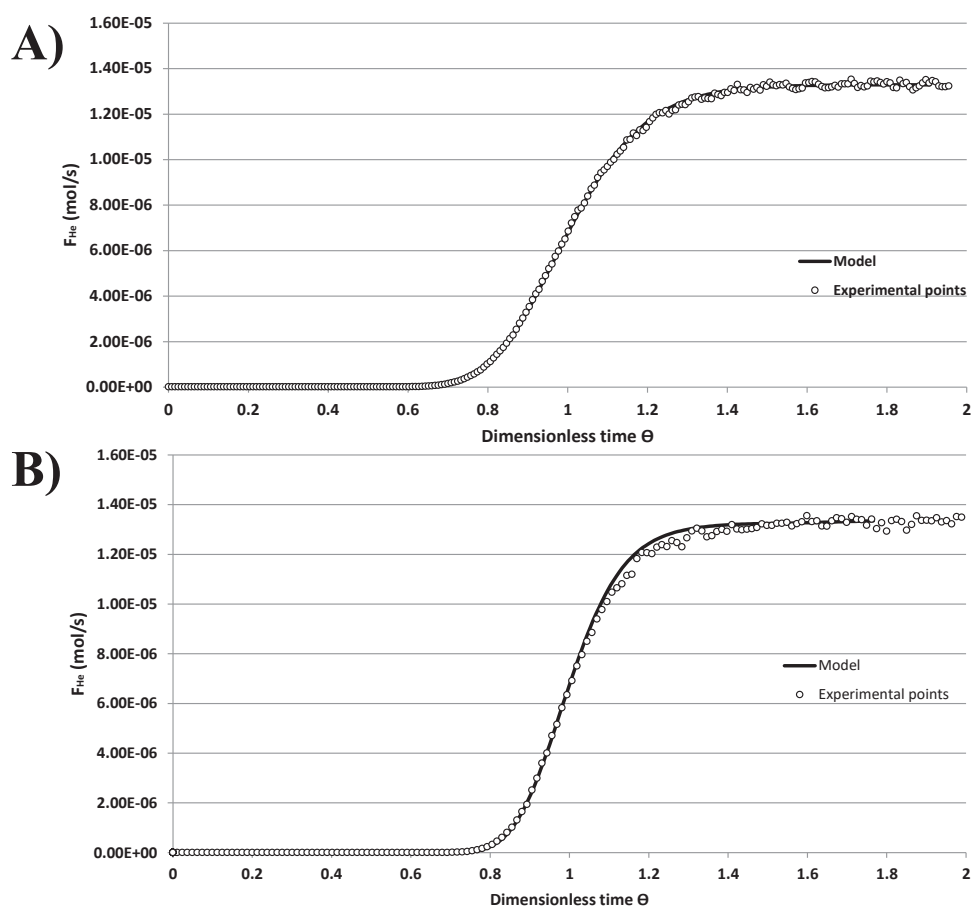 A)
1.60E-05
1.40E-05
1.20E-05
1.00E-05
8.00E-06
6.00E-06
4.00E-06
2.00E-06
0.00E+00
FHe (mol/s)
Model
Experimental points
0 0.2 0.4 0.6 0.8 1 1.2 1.4 1.6 1.8 2
Dimensionless time Ɵ
B)
1.60E-05
1.40E-05
1.20E-05
1.00E-05
8.00E-06
6.00E-06
4.00E-06
2.00E-06
0.00E+00
FHe (mol/s)
Model
Experimental points
0 0.2 0.4 0.6 0.8 1 1.2 1.4 1.6 1.8 2
Dimensionless time Ɵ